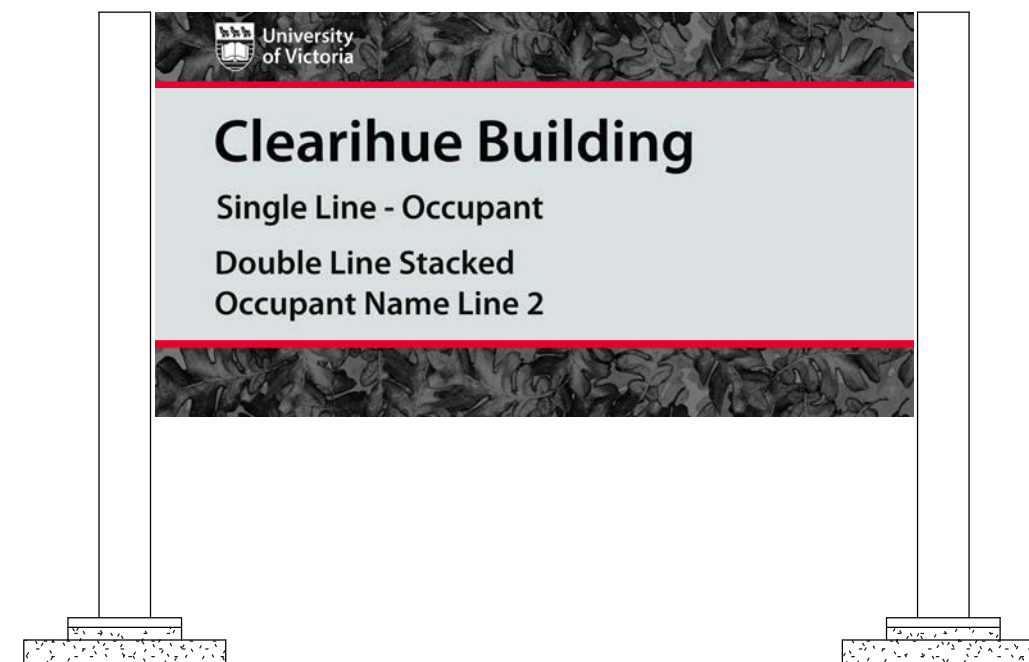 University
of Victoria
Clearihue Building
Single Line - Occupant
Double Line Stacked
Occupant Name Line 2